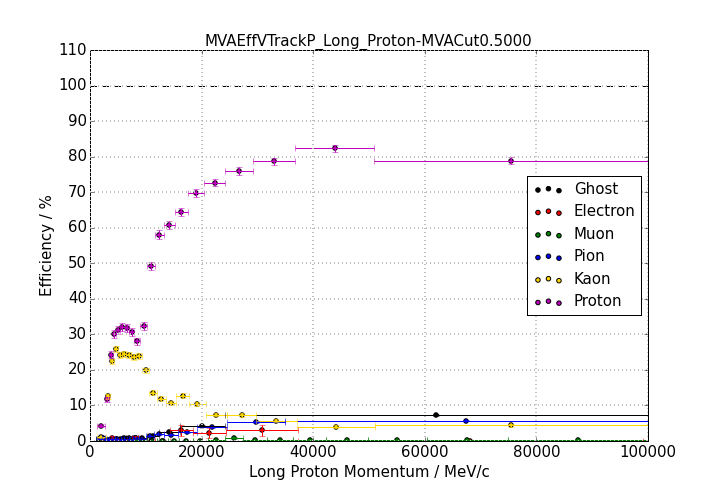 MVAEffVTrackP_Long_Proton-MVACut0.5000
110
100
90
80
70
60
50
40
30
20
10
0
Efficiency / %
Ghost
Electron
Muon
Pion
Kaon
Proton
0
20000
40000
60000
80000
100000
Long Proton Momentum / MeV/c